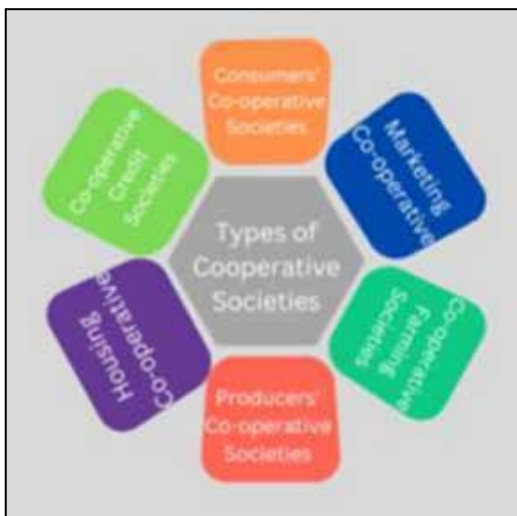 Types of
Cooperative
Societies
Consumers'
Co-operative
Societies
Marketing
Co-operative
Co-operative
Farming
Societies
Producers'
Co-operative
Societies
Housing
Co-operative
Co-operative
Credit
Societies